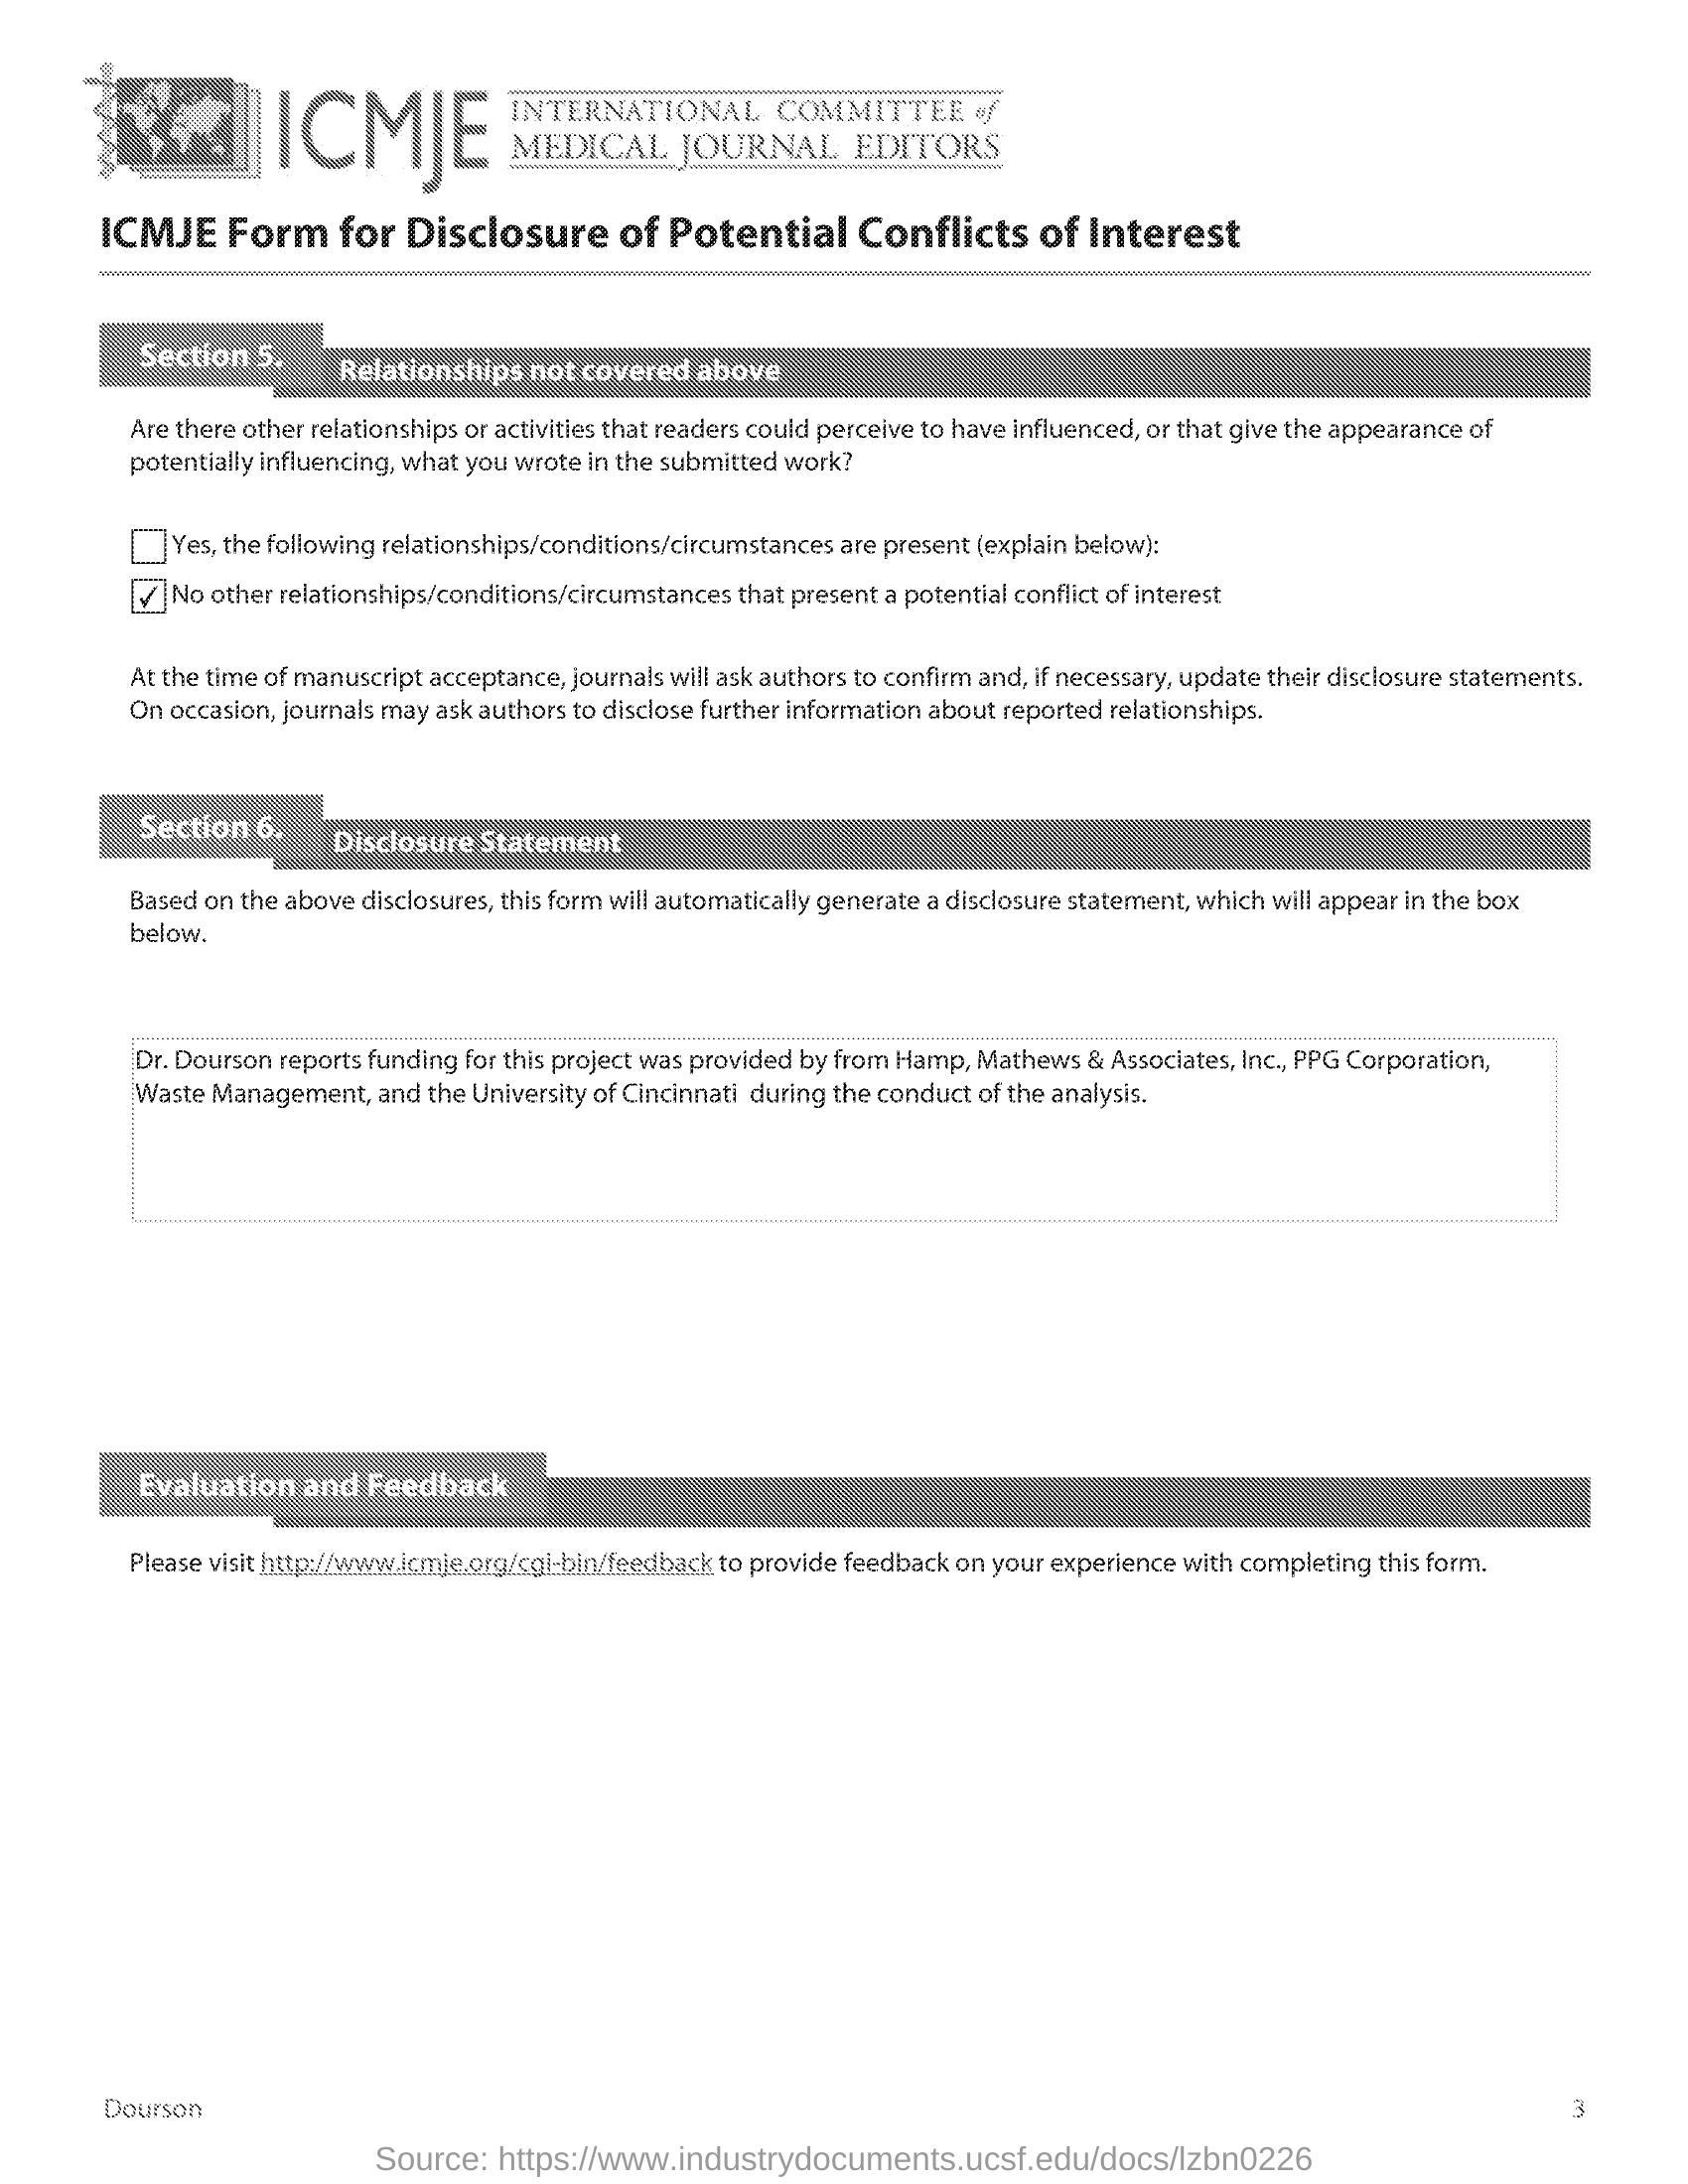 ICMJE INTERNATIONAL COMMITTEE of
MEDICAL JOURNAL EDITORS
ICMJE Form for Disclosure of Potential Conflicts of Interest
Section 5.
Relationships not covered above
Are there other relationships or activities that readers could perceive to have influenced, or that give the appearance of
potentially influencing, what you wrote in the submitted work?
Yes, the following relationships/conditions/circumstances are present (explain below):
✓ No other relationships/conditions/circumstances that present a potential conflict of interest
At the time of manuscript acceptance, journals will ask authors to confirm and, if necessary, update their disclosure statements.
On occasion, journals may ask authors to disclose further information about reported relationships.
Section 6.
Disclosure Statement
Based on the above disclosures, this form will automatically generate a disclosure statement, which will appear in the box
below.
Dr. Dourson reports funding for this project was provided by from Hamp, Mathews & Associates, Inc., PPG Corporation,
Waste Management, and the University of Cincinnati during the conduct of the analysis.
Evaluation and Feedback
Please visit http://www.icmje.org/cgi-bin/feedback to provide feedback on your experience with completing this form.
Dourson
3
Source: https://www.industrydocuments.ucsf.edu/docs/lzbn0226